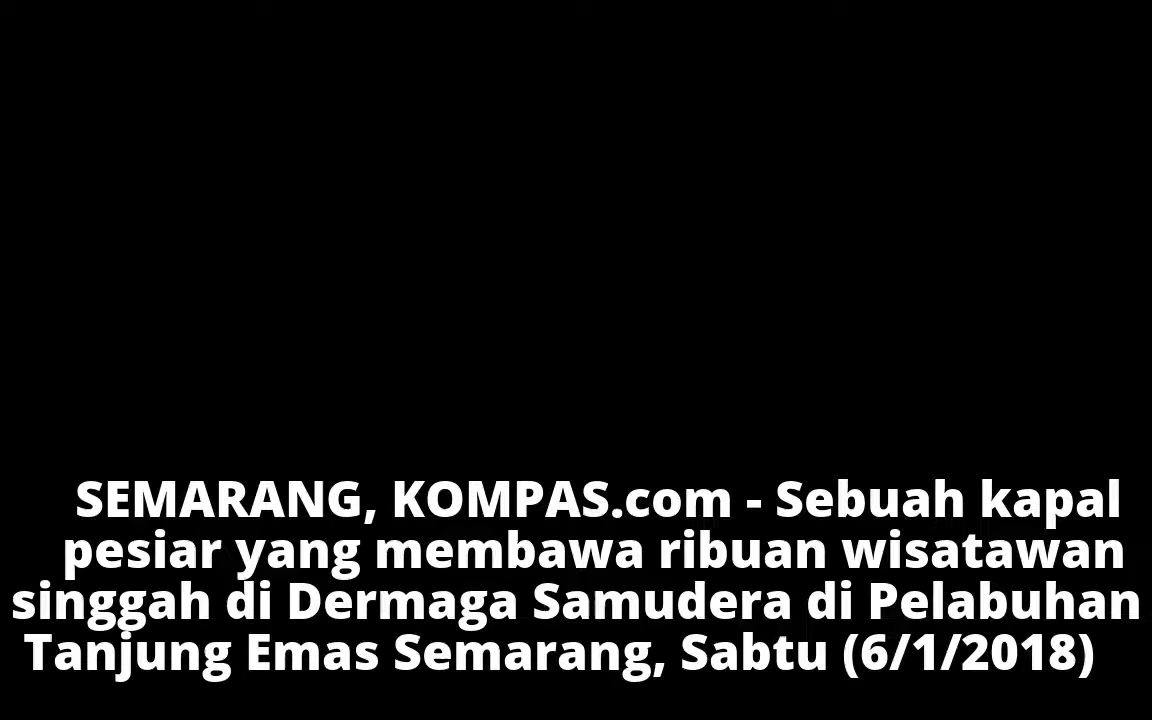 SEMARANG, KOMPAS.com - Sebuah kapal
pesiar yang membawa ribuan wisatawan
singgah di Dermaga Samudera di Pelabuhan
Tanjung Emas Semarang, Sabtu (6/1/2018)